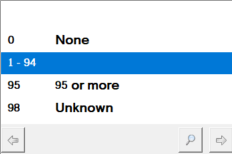 0 None
1 - 94
95 95 or more
98 Unknown